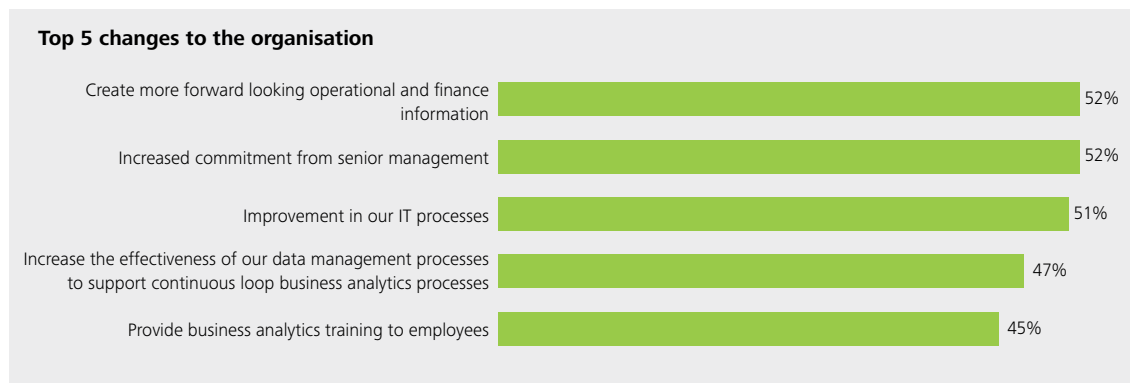 Top 5 changes to the organisation
Create more forward looking operational and finance
information
52%
Increased commitment from senior management
52%
Improvement in our IT processes
51%
Increase the effectiveness of our data management processes
to support continuous loop business analytics processes
47%
Provide business analytics training to employees
45%